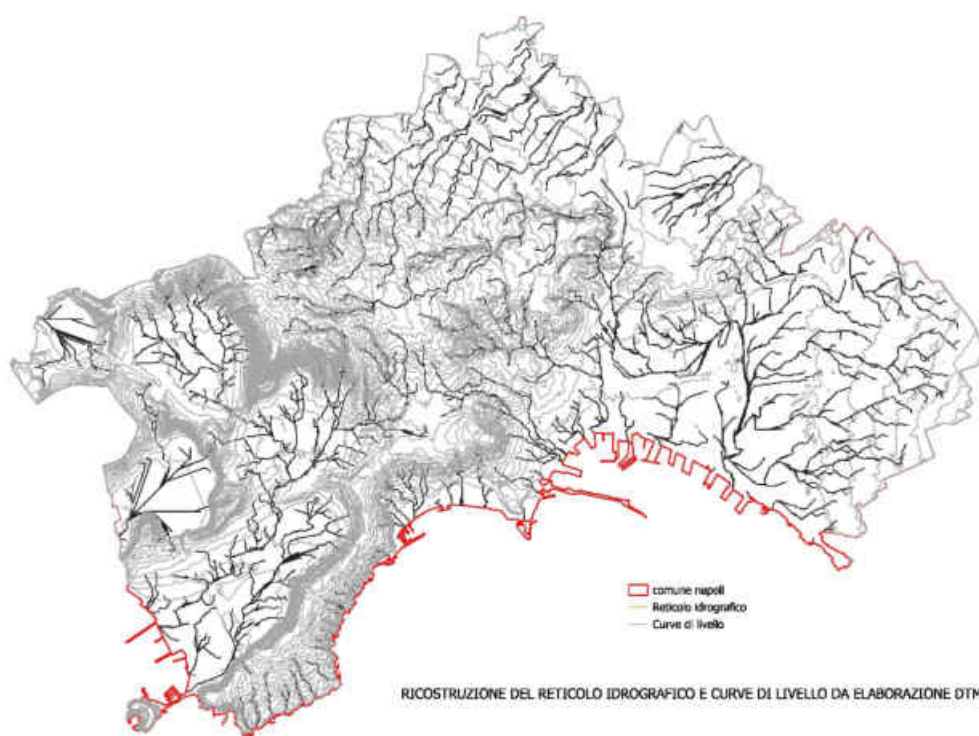 comune napoli
Reticolo idrografico
Curve di livello
RICOSTRUZIONE DEL RETICOLO IDROGRAFICO E CURVE DI LIVELLO DA ELABORAZIONE DTM